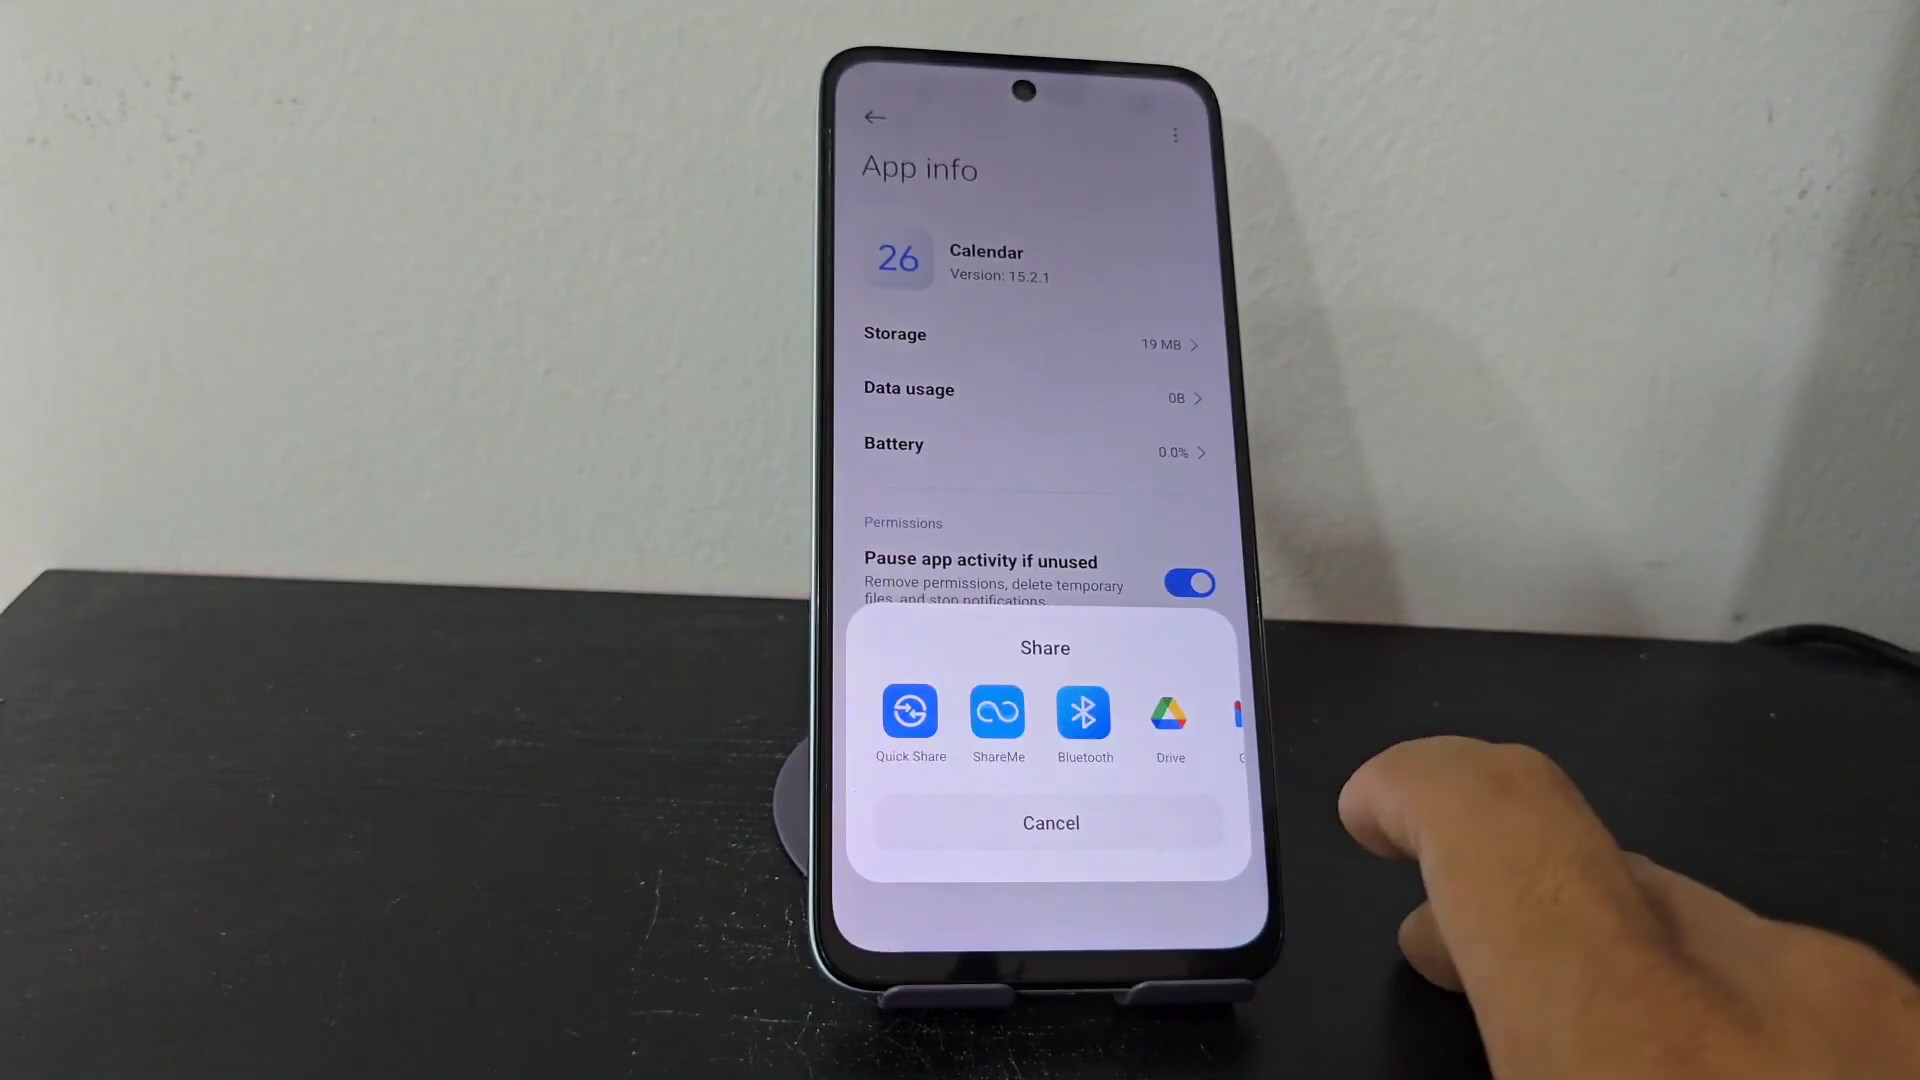 App info
26
Calendar
Version: 15.2.1
Storage
19 MB
Data usage
0B
Battery
0.0%
Permissions
Pause app activity if unused
Remove permissions, delete temporary
files, and stop notifications.
Share
Quick Share
ShareMe
Bluetooth
Drive
Cancel